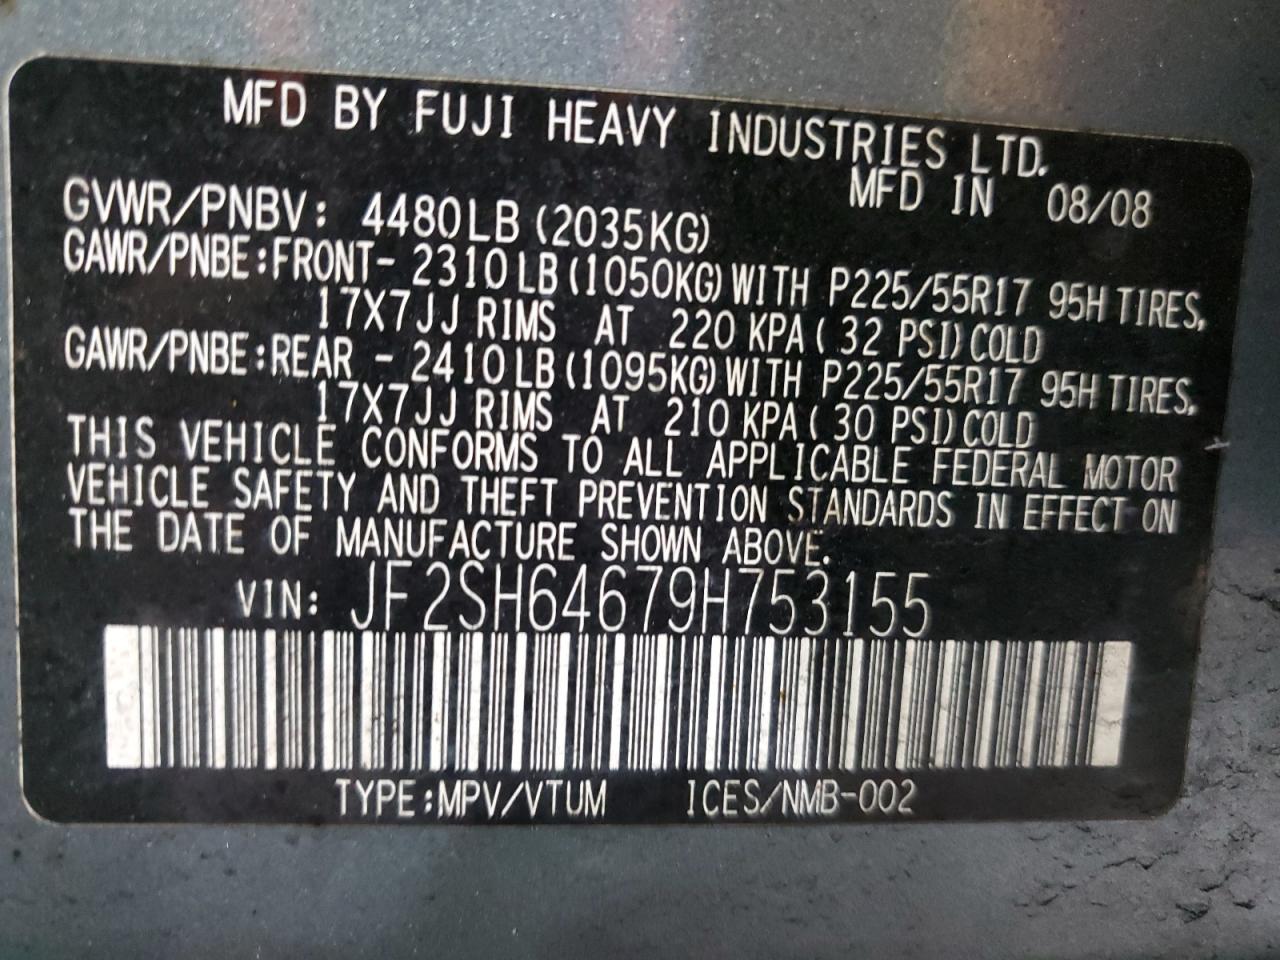 MFD BY FUJI HEAVY INDUSTRIES LTD.
MFD IN 08/08
GVWR/PNBV: 4480LB (2035KG)
GAWR/PNBE:FRONT- 2310LB(1050KG)WITH P225/55R17 95H TIRES,
17X7JJ RIMS AT 220 KPA( 32 PSI)COLD
GAWR/PNBE:REAR - 2410LB(1095KG)WITH P225/55R17 95H TIRES,
17X7JJ RIMS AT 210 KPA( 30 PSI)COLD
THIS VEHICLE CONFORMS TO ALL APPLICABLE FEDERAL MOTOR
VEHICLE SAFETY AND THEFT PREVENTION STANDARDS IN EFFECT ON
THE DATE OF MANUFACTURE SHOWN ABOVE.
VIN: JF2SH64679H753155
TYPE:MPV/VTUM ICES/NMB-002